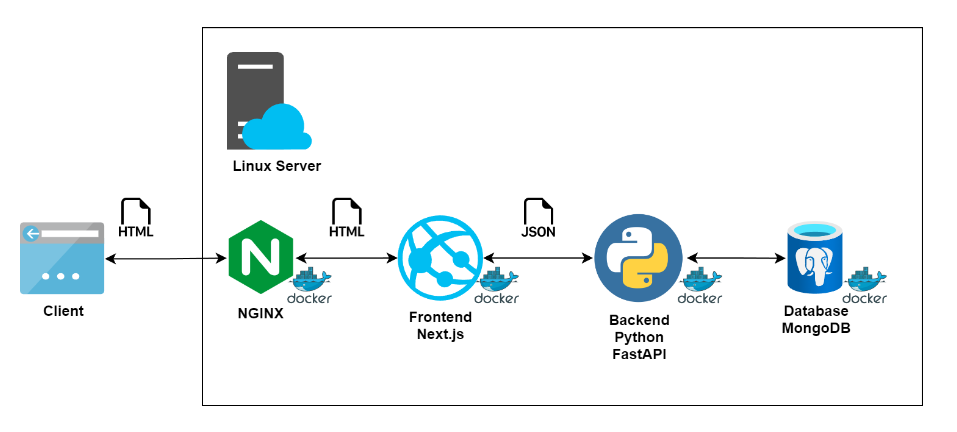 Linux Server
HTML
HTML
JSON
N
docker
docker
docker
docker
Client
NGINX
Frontend
Next.js
Backend
Python
FastAPI
Database
MongoDB